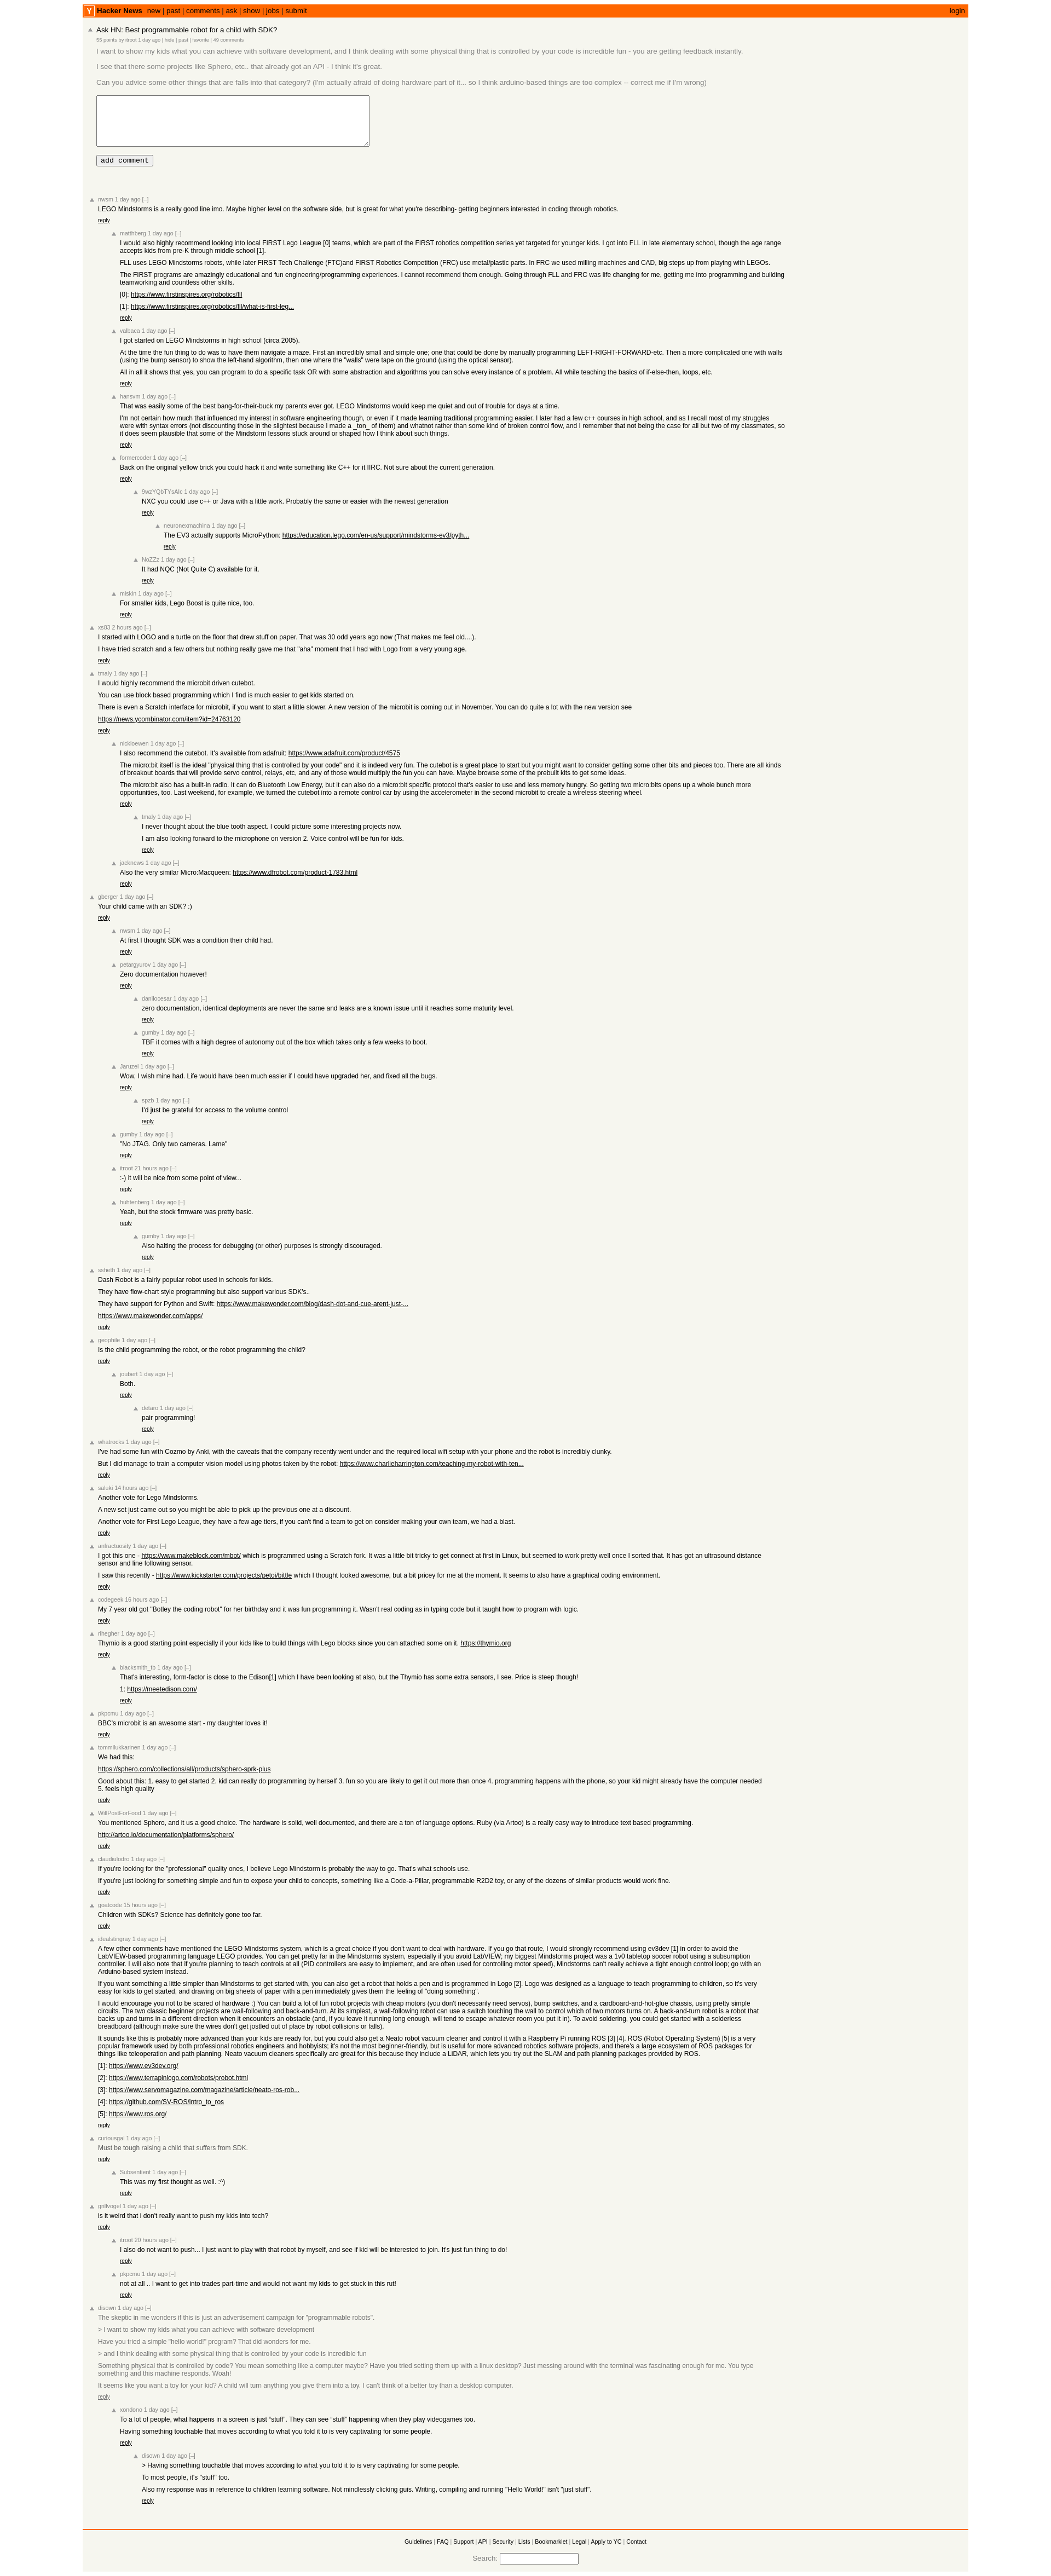 Y Hacker News new | past | comments | ask | show | jobs | submit login
Ask HN: Best programmable robot for a child with SDK?
55 points by itroot 1 day ago | hide | past | favorite | 49 comments
I want to show my kids what you can achieve with software development, and I think dealing with some physical thing that is controlled by your code is incredible fun - you are getting feedback instantly.
I see that there some projects like Sphero, etc.. that already got an API - I think it's great.
Can you advice some other things that are falls into that category? (I'm actually afraid of doing hardware part of it... so I think arduino-based things are too complex -- correct me if I'm wrong)
add comment
nwsm 1 day ago [–]
LEGO Mindstorms is a really good line imo. Maybe higher level on the software side, but is great for what you're describing- getting beginners interested in coding through robotics.
reply
matthberg 1 day ago [–]
I would also highly recommend looking into local FIRST Lego League [0] teams, which are part of the FIRST robotics competition series yet targeted for younger kids. I got into FLL in late elementary school, though the age range
accepts kids from pre-K through middle school [1].
FLL uses LEGO Mindstorms robots, while later FIRST Tech Challenge (FTC)and FIRST Robotics Competition (FRC) use metal/plastic parts. In FRC we used milling machines and CAD, big steps up from playing with LEGOs.
The FIRST programs are amazingly educational and fun engineering/programming experiences. I cannot recommend them enough. Going through FLL and FRC was life changing for me, getting me into programming and building
teamworking and countless other skills.
[0]: https://www.firstinspires.org/robotics/fll
[1]: https://www.firstinspires.org/robotics/fll/what-is-first-leg...
reply
valbaca 1 day ago [–]
I got started on LEGO Mindstorms in high school (circa 2005).
At the time the fun thing to do was to have them navigate a maze. First an incredibly small and simple one; one that could be done by manually programming LEFT-RIGHT-FORWARD-etc. Then a more complicated one with walls
(using the bump sensor) to show the left-hand algorithm, then one where the "walls" were tape on the ground (using the optical sensor).
All in all it shows that yes, you can program to do a specific task OR with some abstraction and algorithms you can solve every instance of a problem. All while teaching the basics of if-else-then, loops, etc.
reply
hanovrn 1 day ago [–]
That was easily some of the best bang-for-their-buck my parents ever got. LEGO Mindstorms would keep me quiet and out of trouble for days at a time.
I'm not certain how much that influenced my interest in software engineering though, or even if it made learning traditional programming easier. I later had a few c++ courses in high school, and as I recall most of my struggles
were with syntax errors (not discounting those in the slightest because I made a _ton_ of them) and whatnot rather than some kind of broken control flow, and I remember that not being the case for all but two of my classmates, so
it does seem plausible that some of the Mindstorm lessons stuck around or shaped how I think about such things.
reply
formercoder 1 day ago [–]
Back on the original yellow brick you could hack it and write something like C++ for it IIRC. Not sure about the current generation.
reply
9wzYQbTYsAIc 1 day ago [–]
NXC you could use c++ or Java with a little work. Probably the same or easier with the newest generation
reply
neuronexmachina 1 day ago [–]
The EV3 actually supports MicroPython: https://education.lego.com/en-us/support/mindstorms-ev3/pyth...
reply
NoZZz 1 day ago [–]
It had NQC (Not Quite C) available for it.
reply
miskin 1 day ago [–]
For smaller kids, Lego Boost is quite nice, too.
reply
xs83 2 hours ago [–]
I started with LOGO and a turtle on the floor that drew stuff on paper. That was 30 odd years ago now (That makes me feel old....).
I have tried scratch and a few others but nothing really gave me that "aha" moment that I had with Logo from a very young age.
reply
tmaly 1 day ago [–]
I would highly recommend the microbit driven cutebot.
You can use block based programming which I find is much easier to get kids started on.
There is even a Scratch interface for microbit, if you want to start a little slower. A new version of the microbit is coming out in November. You can do quite a lot with the new version see
https://news.ycombinator.com/item?id=24763120
reply
nickloewen 1 day ago [–]
I also recommend the cutebot. It's available from adafruit: https://www.adafruit.com/product/4575
The micro:bit itself is the ideal "physical thing that is controlled by your code" and it is indeed very fun. The cutebot is a great place to start but you might want to consider getting some other bits and pieces too. There are all kinds
of breakout boards that will provide servo control, relays, etc, and any of those would multiply the fun you can have. Maybe browse some of the prebuilt kits to get some ideas.
The micro:bit also has a built-in radio. It can do Bluetooth Low Energy, but it can also do a micro:bit specific protocol that's easier to use and less memory hungry. So getting two micro:bits opens up a whole bunch more
opportunities, too. Last weekend, for example, we turned the cutebot into a remote control car by using the accelerometer in the second microbit to create a wireless steering wheel.
reply
tmaly 1 day ago [–]
I never thought about the blue tooth aspect. I could picture some interesting projects now.
I am also looking forward to the microphone on version 2. Voice control will be fun for kids.
reply
jacknews 1 day ago [–]
Also the very similar Micro:Macqueen: https://www.dfrobot.com/product-1783.html
reply
gberger 1 day ago [–]
Your child came with an SDK? :)
reply
nwsm 1 day ago [–]
At first I thought SDK was a condition their child had.
reply
petargyurov 1 day ago [–]
Zero documentation however!
reply
danilocesar 1 day ago [–]
zero documentation, identical deployments are never the same and leaks are a known issue until it reaches some maturity level.
reply
gumby 1 day ago [–]
TBF it comes with a high degree of autonomy out of the box which takes only a few weeks to boot.
reply
Jaruzel 1 day ago [–]
Wow, I wish mine had. Life would have been much easier if I could have upgraded her, and fixed all the bugs.
reply
spzb 1 day ago [–]
I'd just be grateful for access to the volume control
reply
gumby 1 day ago [–]
"No JTAG. Only two cameras. Lame"
reply
itroot 21 hours ago [–]
:-) it will be nice from some point of view...
reply
huhtenberg 1 day ago [–]
Yeah, but the stock firmware was pretty basic.
reply
gumby 1 day ago [–]
Also halting the process for debugging (or other) purposes is strongly discouraged.
reply
ssheth 1 day ago [–]
Dash Robot is a fairly popular robot used in schools for kids.
They have flow-chart style programming but also support various SDK's..
They have support for Python and Swift: https://www.makewonder.com/blog/dash-dot-and-cue-arent-just-...
https://www.makewonder.com/apps/
reply
geophile 1 day ago [–]
Is the child programming the robot, or the robot programming the child?
reply
joubert 1 day ago [–]
Both.
reply
detaro 1 day ago [–]
pair programming!
reply
whatrocks 1 day ago [–]
I've had some fun with Cozmo by Anki, with the caveats that the company recently went under and the required local wifi setup with your phone and the robot is incredibly clunky.
But I did manage to train a computer vision model using photos taken by the robot: https://www.charlieharrington.com/teaching-my-robot-with-ten...
reply
saluki 14 hours ago [–]
Another vote for Lego Mindstorms.
A new set just came out so you might be able to pick up the previous one at a discount.
Another vote for First Lego League, they have a few age tiers, if you can't find a team to get on consider making your own team, we had a blast.
reply
anfractuosity 1 day ago [–]
I got this one - https://www.makeblock.com/mbot/ which is programmed using a Scratch fork. It was a little bit tricky to get connect at first in Linux, but seemed to work pretty well once I sorted that. It has got an ultrasound distance
sensor and line following sensor.
I saw this recently - https://www.kickstarter.com/projects/petoi/bittle which I thought looked awesome, but a bit pricey for me at the moment. It seems to also have a graphical coding environment.
reply
codegeek 16 hours ago [–]
My 7 year old got "Botley the coding robot" for her birthday and it was fun programming it. Wasn't real coding as in typing code but it taught how to program with logic.
reply
nhegher 1 day ago [–]
Thymio is a good starting point especially if your kids like to build things with Lego blocks since you can attached some on it. https://thymio.org
reply
blacksmith_tb 1 day ago [–]
That's interesting, form-factor is close to the Edison[1] which I have been looking at also, but the Thymio has some extra sensors, I see. Price is steep though!
1: https://meetedison.com/
reply
pkpcmu 1 day ago [–]
BBC's microbit is an awesome start - my daughter loves it!
reply
tommilukkarinen 1 day ago [–]
We had this:
https://sphero.com/collections/all/products/sphero-sprk-plus
Good about this: 1. easy to get started 2. kid can really do programming by herself 3. fun so you are likely to get it out more than once 4. programming happens with the phone, so your kid might already have the computer needed
5. feels high quality
reply
WillPostForFood 1 day ago [–]
You mentioned Sphero, and it us a good choice. The hardware is solid, well documented, and there are a ton of language options. Ruby (via Artoo) is a really easy way to introduce text based programming.
http://artoo.io/documentation/platforms/sphero/
reply
claudiulodro 1 day ago [–]
If you're looking for the "professional" quality ones, I believe Lego Mindstorm is probably the way to go. That's what schools use.
If you're just looking for something simple and fun to expose your child to concepts, something like a Code-a-Pillar, programmable R2D2 toy, or any of the dozens of similar products would work fine.
reply
goatcode 15 hours ago [–]
Children with SDKs? Science has definitely gone too far.
reply
idealstingray 1 day ago [–]
A few other comments have mentioned the LEGO Mindstorms system, which is a great choice if you don't want to deal with hardware. If you go that route, I would strongly recommend using ev3dev [1] in order to avoid the
LabVIEW-based programming language LEGO provides. You can get pretty far in the Mindstorms system, especially if you avoid LabVIEW; my biggest Mindstorms project was a 1v0 tabletop soccer robot using a subsumption
controller. I will also note that if you're planning to teach controls at all (PID controllers are easy to implement, and are often used for controlling motor speed), Mindstorms can't really achieve a tight enough control loop; go with an
Arduino-based system instead.
If you want something a little simpler than Mindstorms to get started with, you can also get a robot that holds a pen and is programmed in Logo [2]. Logo was designed as a language to teach programming to children, so it's very
easy for kids to get started, and drawing on big sheets of paper with a pen immediately gives them the feeling of "doing something".
I would encourage you not to be scared of hardware :) You can build a lot of fun robot projects with cheap motors (you don't necessarily need servos), bump switches, and a cardboard-and-hot-glue chassis, using pretty simple
circuits. The two classic beginner projects are wall-following and back-and-turn. At its simplest, a wall-following robot can use a switch touching the wall to control which of two motors turns on. A back-and-turn robot is a robot that
backs up and turns in a different direction when it encounters an obstacle (and, if you leave it running long enough, will tend to escape whatever room you put it in). To avoid soldering, you could get started with a solderless
breadboard (although make sure the wires don't get jostled out of place by robot collisions or falls).
It sounds like this is probably more advanced than your kids are ready for, but you could also get a Neato robot vacuum cleaner and control it with a Raspberry Pi running ROS [3] [4]. ROS (Robot Operating System) [5] is a very
popular framework used by both professional robotics engineers and hobbyists; it's not the most beginner-friendly, but is useful for more advanced robotics software projects, and there's a large ecosystem of ROS packages for
things like teleoperation and path planning. Neato vacuum cleaners specifically are great for this because they include a LiDAR, which lets you try out the SLAM and path planning packages provided by ROS.
[1]: https://www.ev3dev.org/
[2]: https://www.terrapinlogo.com/robots/probot.html
[3]: https://www.servomagazine.com/magazine/article/neato-ros-rob...
[4]: https://github.com/SV-ROS/intro_to_ros
[5]: https://www.ros.org/
reply
curiousgal 1 day ago [–]
Must be tough raising a child that suffers from SDK.
reply
Subsentient 1 day ago [–]
This was my first thought as well. :^)
reply
grillvogel 1 day ago [–]
is it weird that i don't really want to push my kids into tech?
reply
itroot 20 hours ago [–]
I also do not want to push... I just want to play with that robot by myself, and see if kid will be interested to join. It's just fun thing to do!
reply
pkpcmu 1 day ago [–]
not at all .. I want to get into trades part-time and would not want my kids to get stuck in this rut!
reply
disown 1 day ago [–]
The skeptic in me wonders if this is just an advertisement campaign for "programmable robots".
> I want to show my kids what you can achieve with software development
Have you tried a simple "hello world!" program? That did wonders for me.
> and I think dealing with some physical thing that is controlled by your code is incredible fun
Something physical that is controlled by code? You mean something like a computer maybe? Have you tried setting them up with a linux desktop? Just messing around with the terminal was fascinating enough for me. You type
something and this machine responds. Woah!
It seems like you want a toy for your kid? A child will turn anything you give them into a toy. I can't think of a better toy than a desktop computer.
reply
xondono 1 day ago [–]
To a lot of people, what happens in a screen is just “stuff”. They can see “stuff” happening when they play videogames too.
Having something touchable that moves according to what you told it to is very captivating for some people.
reply
disown 1 day ago [–]
> Having something touchable that moves according to what you told it to is very captivating for some people.
To most people, it's "stuff" too.
Also my response was in reference to children learning software. Not mindlessly clicking guis. Writing, compiling and running "Hello World!" isn't "just stuff".
reply
Guidelines | FAQ | Support | API | Security | Lists | Bookmarklet | Legal | Apply to YC | Contact
Search: